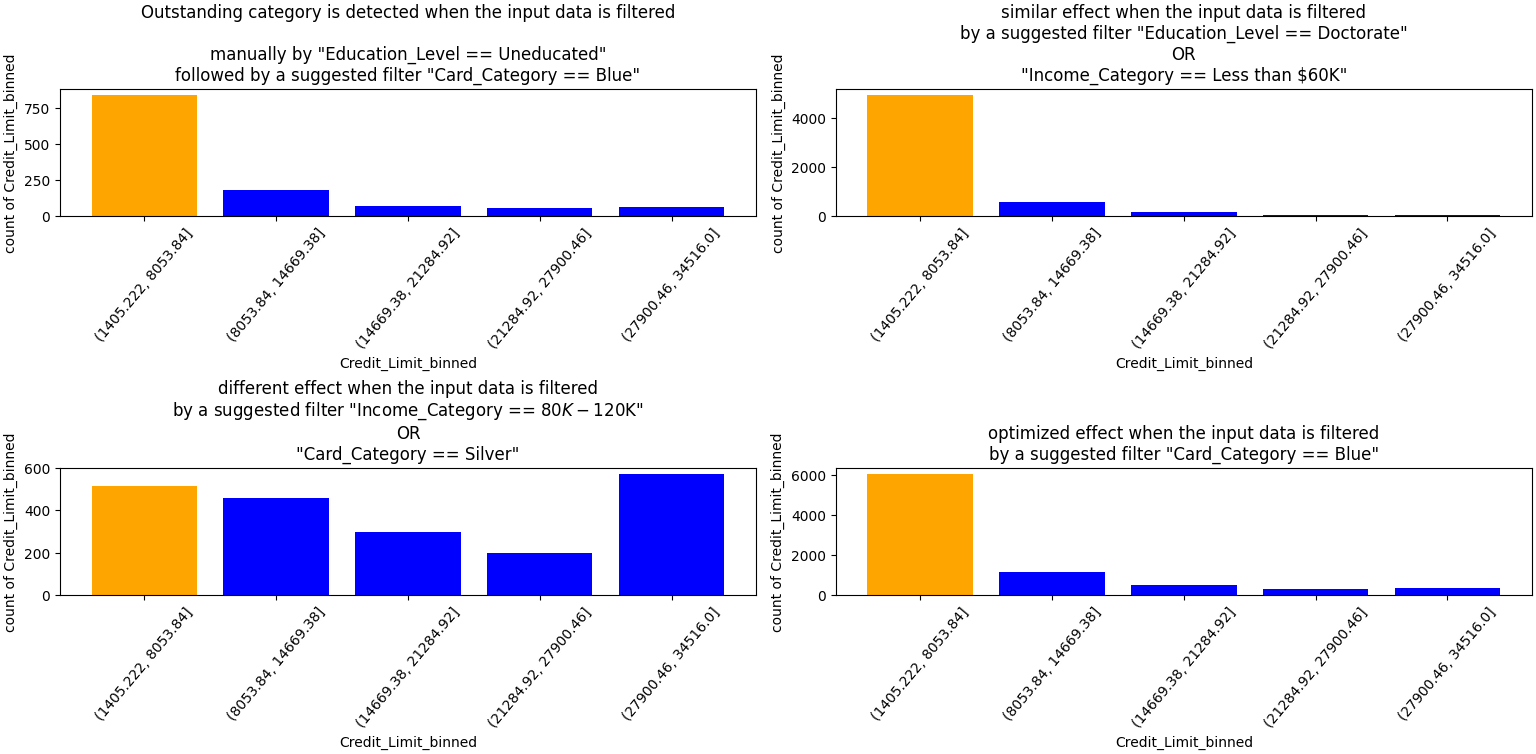 Outstanding category is detected when the input data is filtered
manually by "Education_Level == Uneducated"
followed by a suggested filter "Card_Category == Blue"
count of Credit_Limit_binned
750
500
250
0
(1405.222, 8053.84]
(8053.84, 14669.38]
(14669.38, 21284.92]
(21284.92, 27900.46]
(27900.46, 34516.0]
Credit_Limit_binned
similar effect when the input data is filtered
by a suggested filter "Education_Level == Doctorate"
OR
"Income_Category == Less than $60K"
count of Credit_Limit_binned
4000
2000
0
(1405.222, 8053.84]
(8053.84, 14669.38]
(14669.38, 21284.92]
(21284.92, 27900.46]
(27900.46, 34516.0]
Credit_Limit_binned
different effect when the input data is filtered
by a suggested filter "Income_Category == 80K − 120K"
OR
"Card_Category == Silver"
count of Credit_Limit_binned
600
400
200
0
(1405.222, 8053.84]
(8053.84, 14669.38]
(14669.38, 21284.92]
(21284.92, 27900.46]
(27900.46, 34516.0]
Credit_Limit_binned
optimized effect when the input data is filtered
by a suggested filter "Card_Category == Blue"
count of Credit_Limit_binned
6000
4000
2000
0
(1405.222, 8053.84]
(8053.84, 14669.38]
(14669.38, 21284.92]
(21284.92, 27900.46]
(27900.46, 34516.0]
Credit_Limit_binned